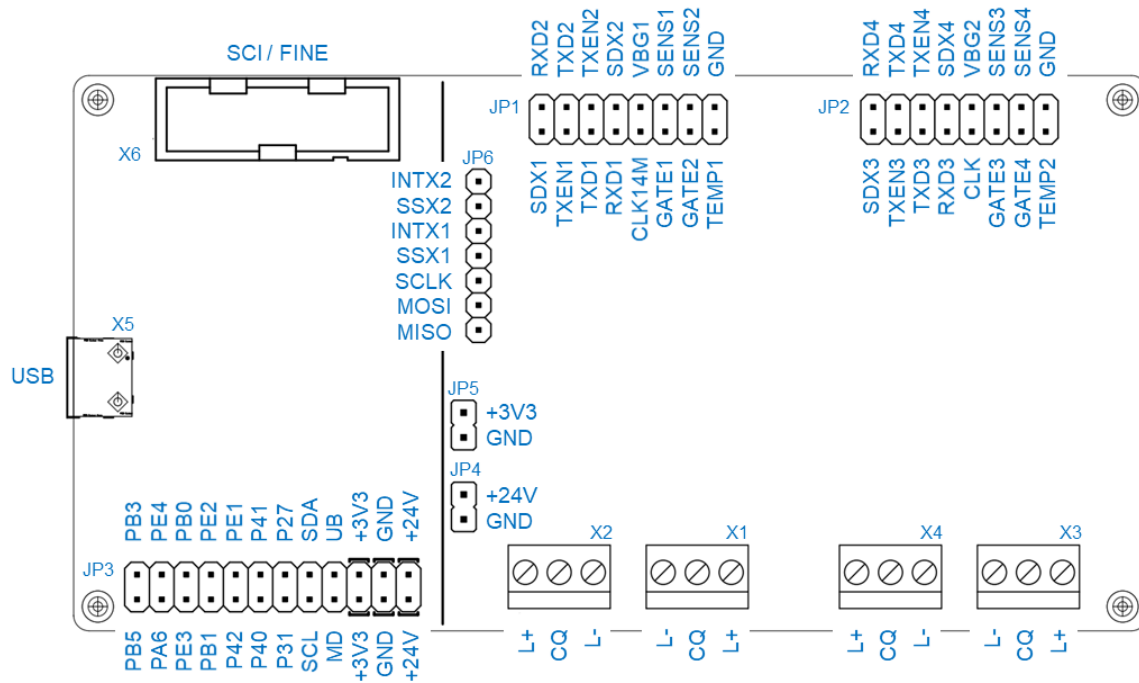 SCI / FINE
X6
RXD2 TXD2 TXEN2 SDX2 VBG1 SENS1 SENS2 GND
JP1
SDX1 TXEN1 TXD1 RXD1 CLK14M GATE1 GATE2 TEMP1
RXD4 TXD4 TXEN4 SDX4 VBG2 SENS3 SENS4 GND
JP2
SDX3 TXEN3 TXD3 RXD3 CLK GATE3 GATE4 TEMP2
JP6
INTX2
SSX2
INTX1
SSX1
SCLK
MOSI
MISO
X5
USB
JP5
+3V3
GND
JP4
+24V
GND
PB3 PE4 PB0 PE2 PE1 P41 P27 SDA UB +3V3 GND +24V
JP3
PB5 PA6 PE3 PB1 P42 P40 P31 SCL MD +3V3 GND +24V
X2
L+ CQ L-
X1
L- CQ L+
X4
L+ CQ L-
X3
L- CQ L+